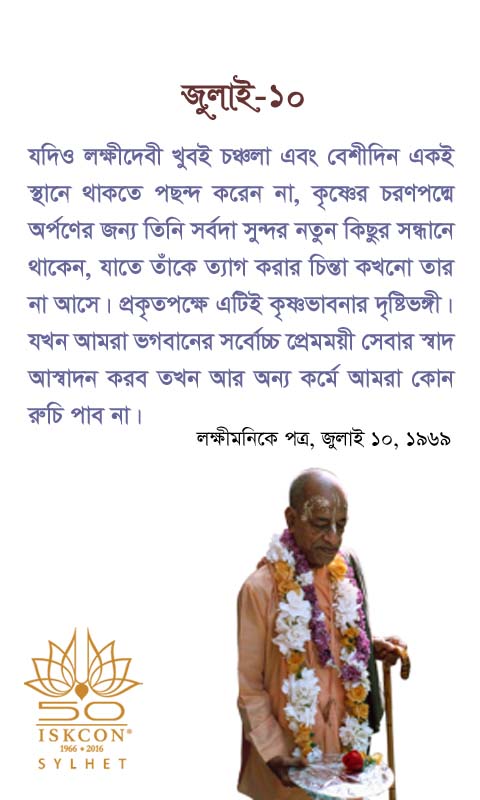 জুলাই-১০
যদিও লক্ষীদেবী খুবই চঞ্চলা এবং বেশীদিন একই
স্থানে থাকতে পছন্দ করেন না, কৃষ্ণের চরণপদ্মে
অর্পণের জন্য তিনি সর্বদা সুন্দর নতুন কিছুর সন্ধানে
থাকেন, যাতে তাঁকে ত্যাগ করার চিন্তা কখনো তার
না আসে। প্রকৃতপক্ষে এটিই কৃষ্ণভাবনার দৃষ্টিভঙ্গী।
যখন আমরা ভগবানের সর্বোচ্চ প্রেমময়ী সেবার স্বাদ
আস্বাদন করব তখন আর অন্য কর্মে আমরা কোন
রুচি পাব না।
লক্ষীমনিকে পত্র, জুলাই ১০, ১৯৬৯
50
ISKCON®
1966 • 2016
SYLHET